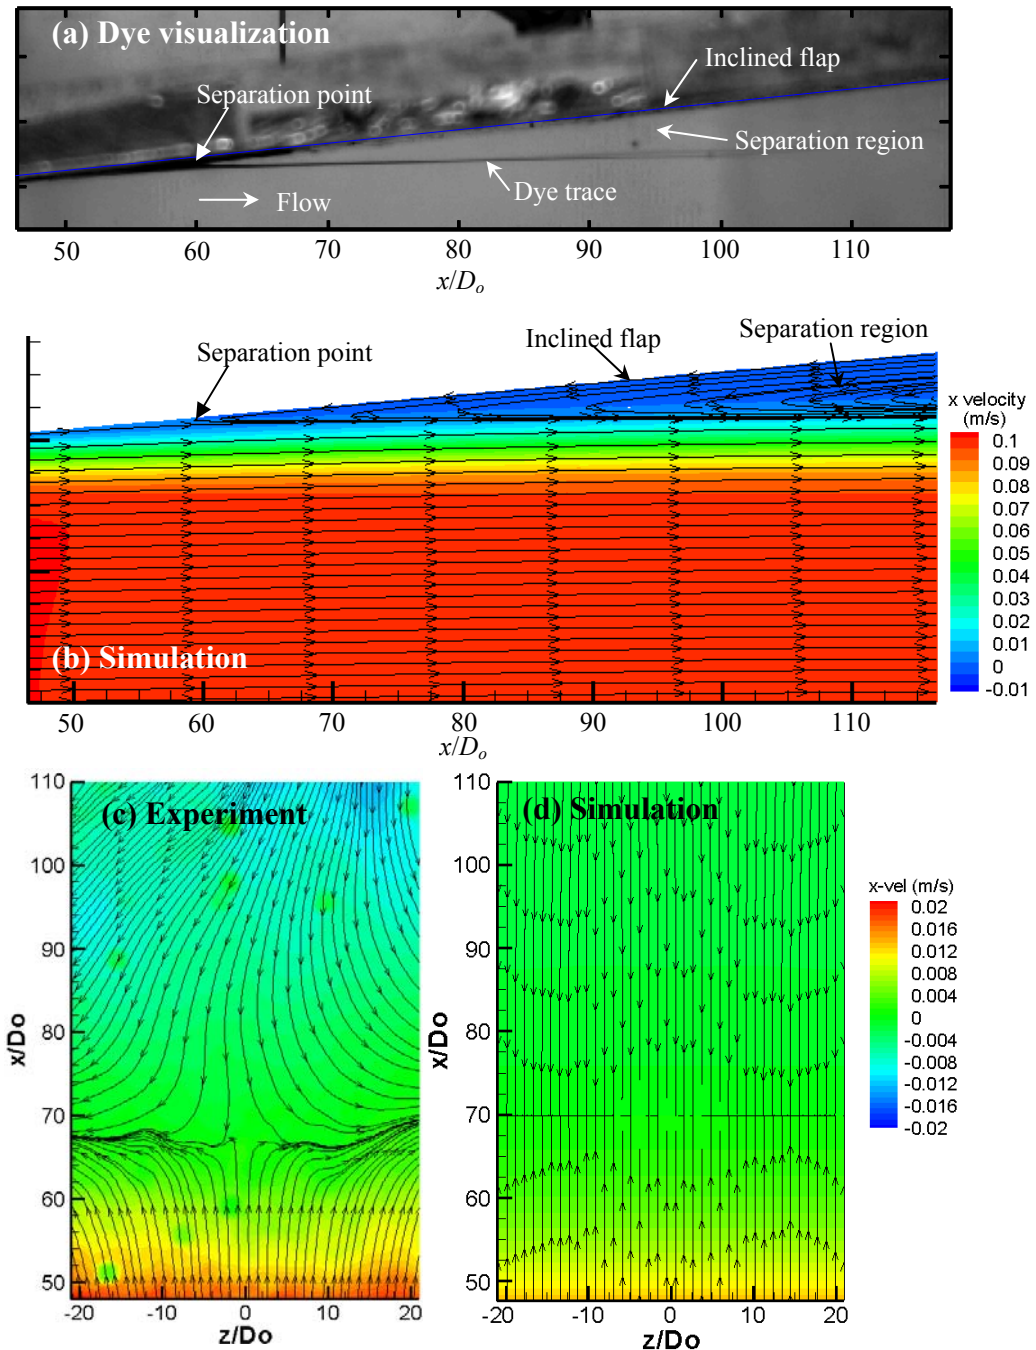 (a) Dye visualization
Inclined flap
Separation point
Separation region
Dye trace
Flow
50 60 70 80 90 100 110
x/Do
Separation point
Inclined flap
Separation region
x velocity
(m/s)
0.1
0.09
0.08
0.07
0.06
0.05
0.04
0.03
0.02
0.01
0
-0.01
(b) Simulation
50 60 70 80 90 100 110
x/Do
(c) Experiment
110
100
90
80
70
60
50
x/Do
-20 -10 0 10 20
z/Do
(d) Simulation
110
100
90
80
70
60
50
x/Do
-20 -10 0 10 20
z/Do
x-vel (m/s)
0.02
0.016
0.012
0.008
0.004
0
-0.004
-0.008
-0.012
-0.016
-0.02